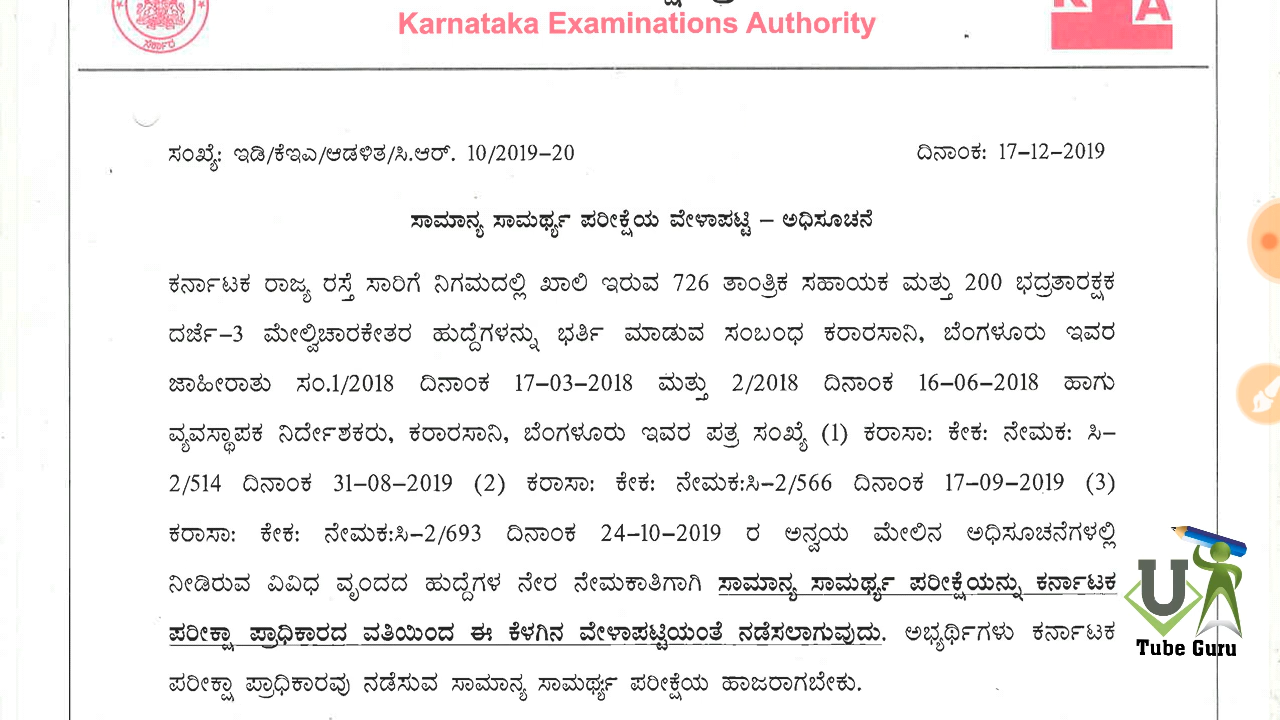 Karnataka Examinations Authority
KA
ಸರ್ಕಾರ
ಸಂಖ್ಯೆ: ಇಡಿ/ಕೆಇಎ/ಆಡಳಿತ/ಸಿ.ಆರ್. 10/2019–20 ದಿನಾಂಕ: 17–12–2019
ಸಾಮಾನ್ಯ ಸಾಮರ್ಥ್ಯ ಪರೀಕ್ಷೆಯ ವೇಳಾಪಟ್ಟಿ – ಅಧಿಸೂಚನೆ
ಕರ್ನಾಟಕ ರಾಜ್ಯ ರಸ್ತೆ ಸಾರಿಗೆ ನಿಗಮದಲ್ಲಿ ಖಾಲಿ ಇರುವ 726 ತಾಂತ್ರಿಕ ಸಹಾಯಕ ಮತ್ತು 200 ಭದ್ರತಾರಕ್ಷಕ
ದರ್ಜೆ–3 ಮೇಲ್ವಿಚಾರಕೇತರ ಹುದ್ದೆಗಳನ್ನು ಭರ್ತಿ ಮಾಡುವ ಸಂಬಂಧ ಕರಾರಸಾನಿ, ಬೆಂಗಳೂರು ಇವರ
ಜಾಹೀರಾತು ಸಂ.1/2018 ದಿನಾಂಕ 17–03–2018 ಮತ್ತು 2/2018 ದಿನಾಂಕ 16–06–2018 ಹಾಗು
ವ್ಯವಸ್ಥಾಪಕ ನಿರ್ದೇಶಕರು, ಕರಾರಸಾನಿ, ಬೆಂಗಳೂರು ಇವರ ಪತ್ರ ಸಂಖ್ಯೆ (1) ಕರಾಸಾ: ಕೇಕ: ನೇಮಕ: ಸಿ–
2/514 ದಿನಾಂಕ 31–08–2019 (2) ಕರಾಸಾ: ಕೇಕ: ನೇಮಕ:ಸಿ–2/566 ದಿನಾಂಕ 17–09–2019 (3)
ಕರಾಸಾ: ಕೇಕ: ನೇಮಕ:ಸಿ–2/693 ದಿನಾಂಕ 24–10–2019 ರ ಅನ್ವಯ ಮೇಲಿನ ಅಧಿಸೂಚನೆಗಳಲ್ಲಿ
ನೀಡಿರುವ ವಿವಿಧ ವೃಂದದ ಹುದ್ದೆಗಳ ನೇರ ನೇಮಕಾತಿಗಾಗಿ ಸಾಮಾನ್ಯ ಸಾಮರ್ಥ್ಯ ಪರೀಕ್ಷೆಯನ್ನು ಕರ್ನಾಟಕ
ಪರೀಕ್ಷಾ ಪ್ರಾಧಿಕಾರದ ವತಿಯಿಂದ ಈ ಕೆಳಗಿನ ವೇಳಾಪಟ್ಟಿಯಂತೆ ನಡೆಸಲಾಗುವುದು. ಅಭ್ಯರ್ಥಿಗಳು ಕರ್ನಾಟಕ
ಪರೀಕ್ಷಾ ಪ್ರಾಧಿಕಾರವು ನಡೆಸುವ ಸಾಮಾನ್ಯ ಸಾಮರ್ಥ್ಯ ಪರೀಕ್ಷೆಯ ಹಾಜರಾಗಬೇಕು.
U
Tube Guru